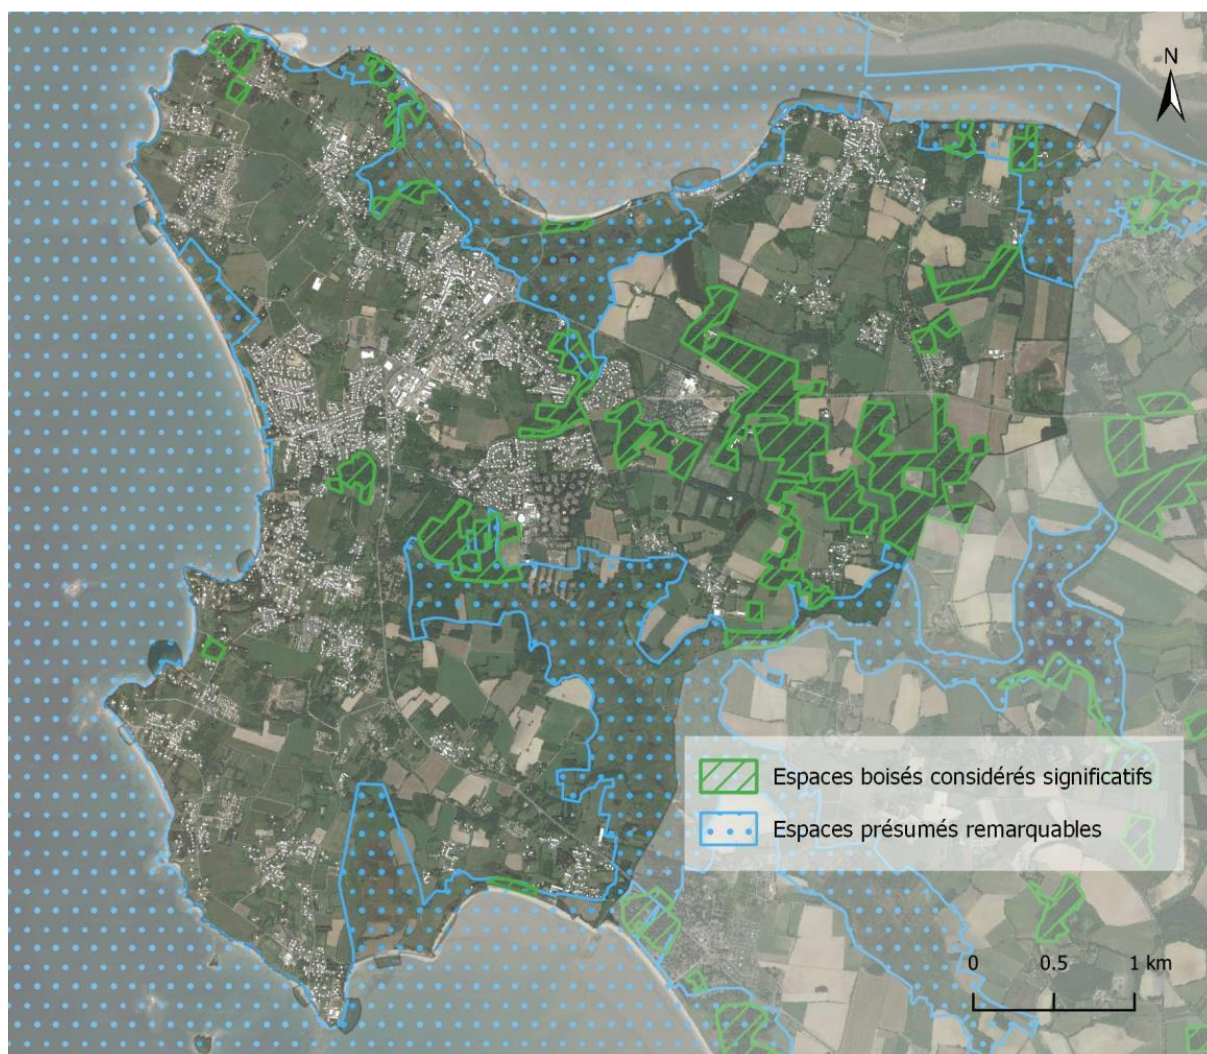 N
Espaces boisés considérés significatifs
Espaces présumés remarquables
0 0.5 1 km